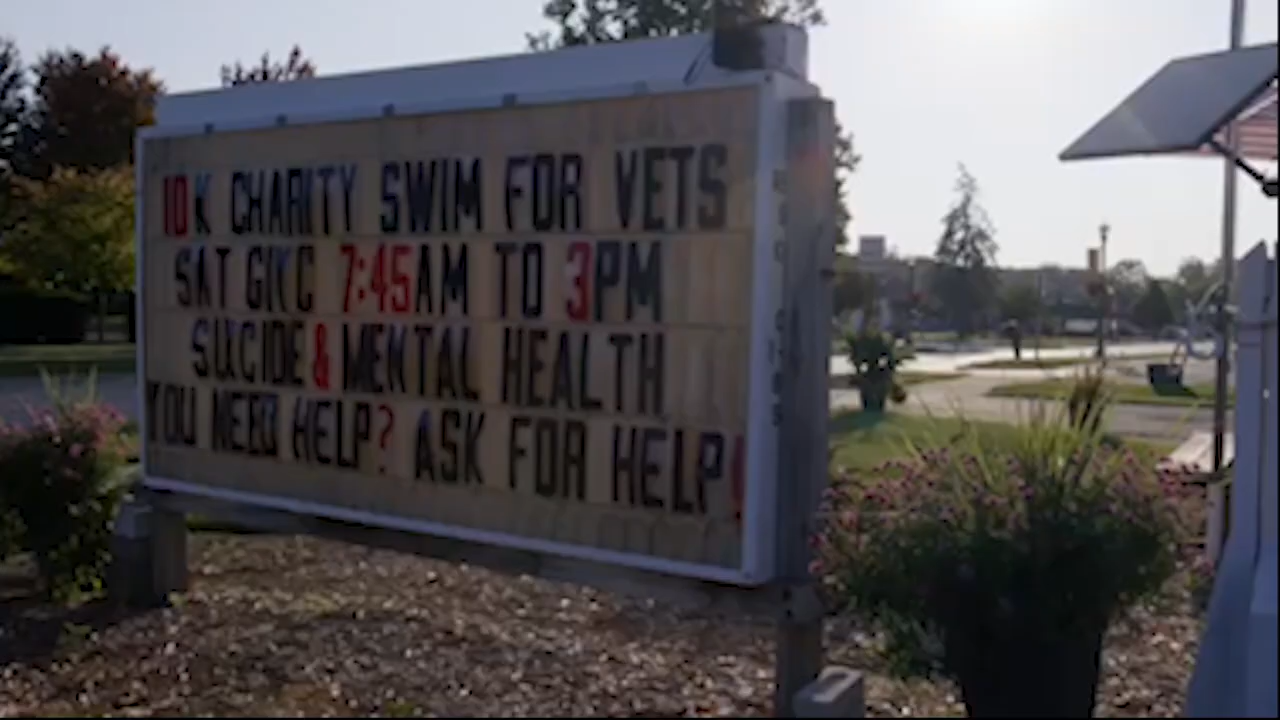 10K CHARITY SWIM FOR VETS
SAT 7:45AM TO 3PM
SUICIDE & MENTAL HEALTH
YOU NEED HELP? ASK FOR HELP!